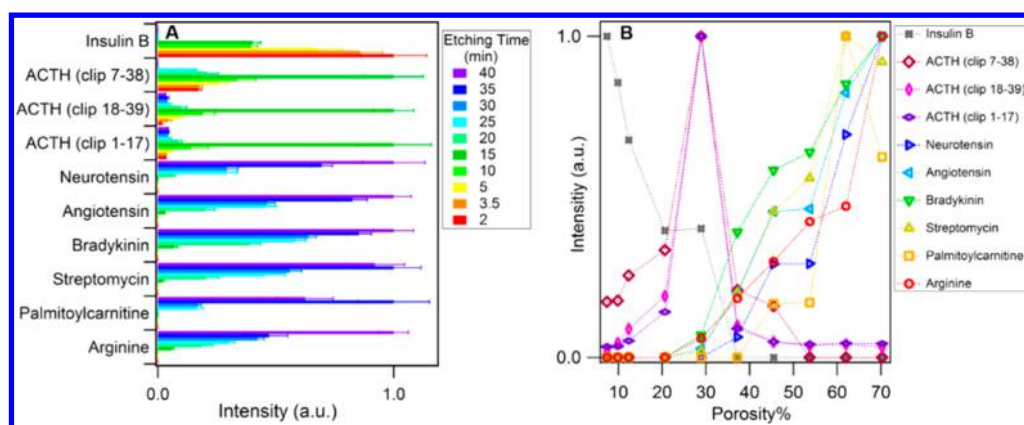 A
Insulin B
ACTH (clip 7-38)
ACTH (clip 18-39)
ACTH (clip 1-17)
Neurotensin
Angiotensin
Bradykinin
Streptomycin
Palmitoylcarnitine
Arginine
0.0
1.0
Intensity (a.u.)
Etching Time
(min)
40
35
30
25
20
15
10
5
3.5
2
B
1.0
0.0
Intensitiy (a.u.)
10
20
30
40
50
60
70
Porosity%
Insulin B
ACTH (clip 7-38)
ACTH (clip 18-39)
ACTH (clip 1-17)
Neurotensin
Angiotensin
Bradykinin
Streptomycin
Palmitoylcarnitine
Arginine